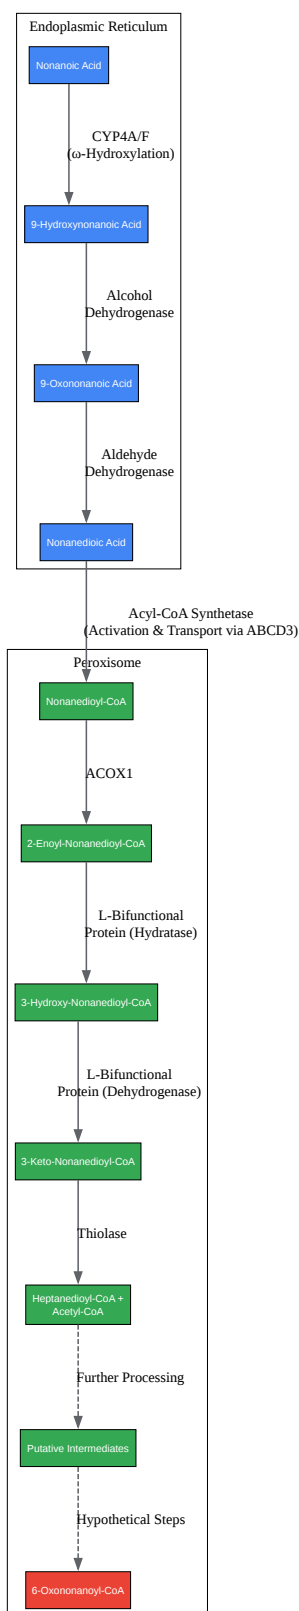 Endoplasmic Reticulum
Nonanoic Acid
CYP4A/F
(ω-Hydroxylation)
9-Hydroxynonanoic Acid
Alcohol
Dehydrogenase
9-Oxononanoic Acid
Aldehyde
Dehydrogenase
Nonanedioic Acid
Acyl-CoA Synthetase
(Activation & Transport via ABCD3)
Peroxisome
Nonanedioyl-CoA
ACOX1
2-Enoyl-Nonanedioyl-CoA
L-Bifunctional
Protein (Hydratase)
3-Hydroxy-Nonanedioyl-CoA
L-Bifunctional
Protein (Dehydrogenase)
3-Keto-Nonanedioyl-CoA
Thiolase
Heptanedioyl-CoA +
Acetyl-CoA
Further Processing
Putative Intermediates
Hypothetical Steps
6-Oxononanoyl-CoA